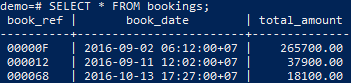 demo=# SELECT * FROM bookings;
 book_ref |       book_date        | total_amount
----------+------------------------+--------------
 00000F   | 2016-09-02 06:12:00+07 |    265700.00
 000012   | 2016-09-11 12:02:00+07 |     37900.00
 000068   | 2016-10-13 17:27:00+07 |     18100.00